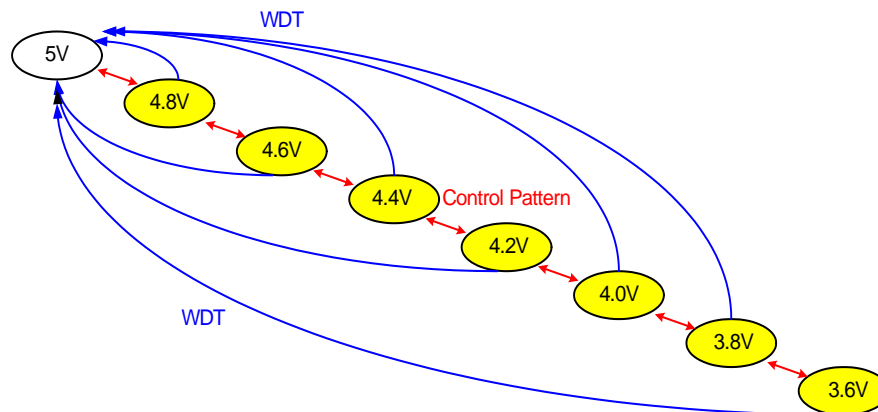 WDT
5V
4.8V
4.6V
4.4V
Control Pattern
4.2V
4.0V
WDT
3.8V
3.6V